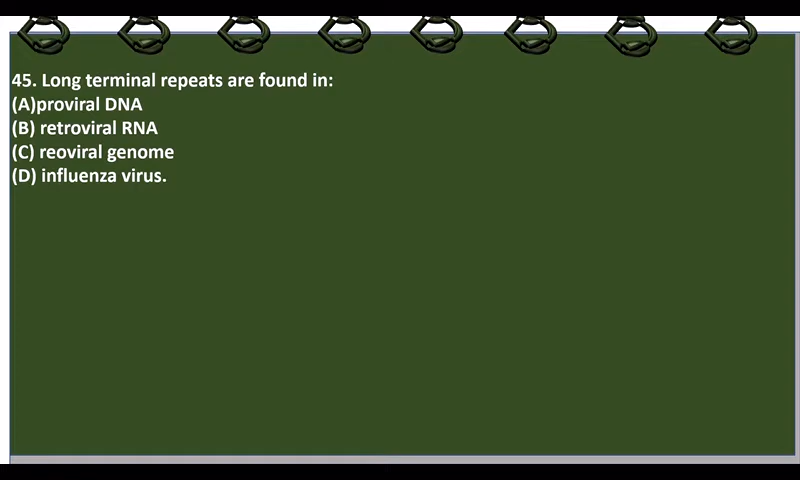 45. Long terminal repeats are found in:
(A)proviral DNA
(B) retroviral RNA
(C) reoviral genome
(D) influenza virus.